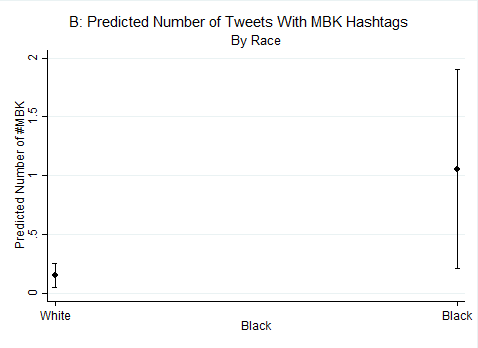 B: Predicted Number of Tweets With MBK Hashtags
By Race
Predicted Number of #MBK
2
1.5
1
.5
0
White
Black
Black